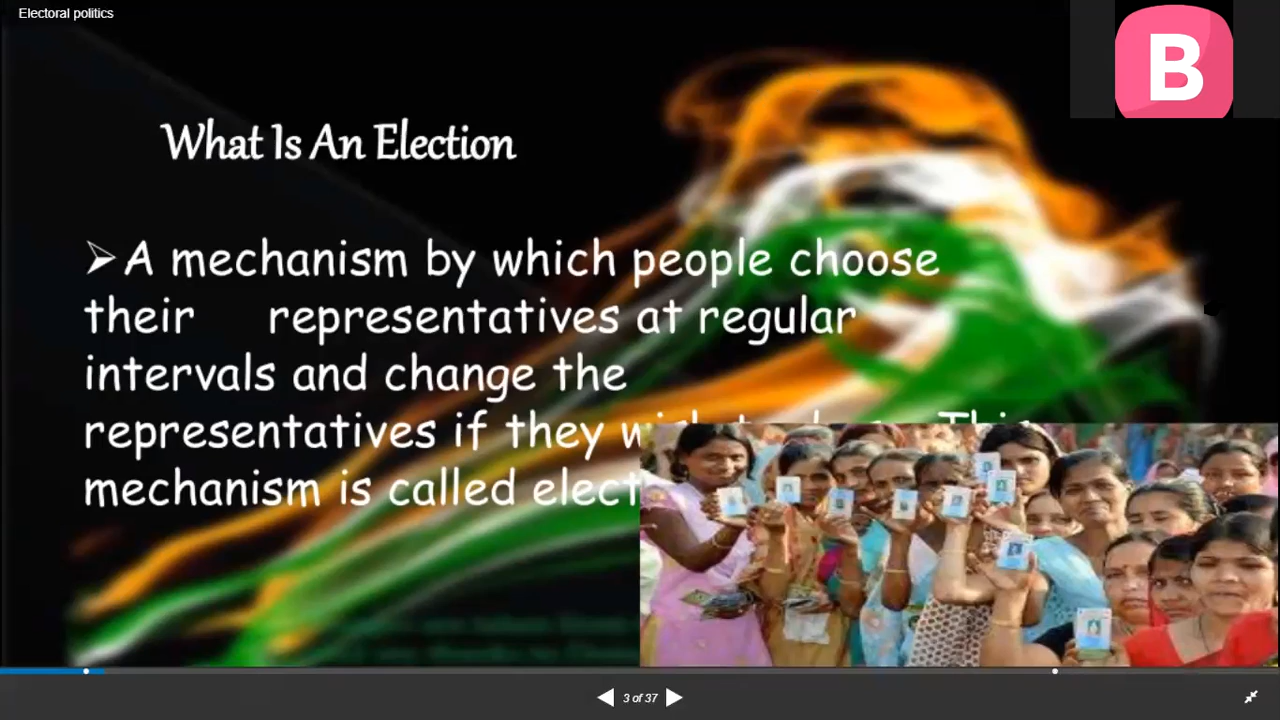 Electoral politics
B
What Is An Election
➢A mechanism by which people choose
their representatives at regular
intervals and change the
representatives if they
mechanism is called
3 of 37